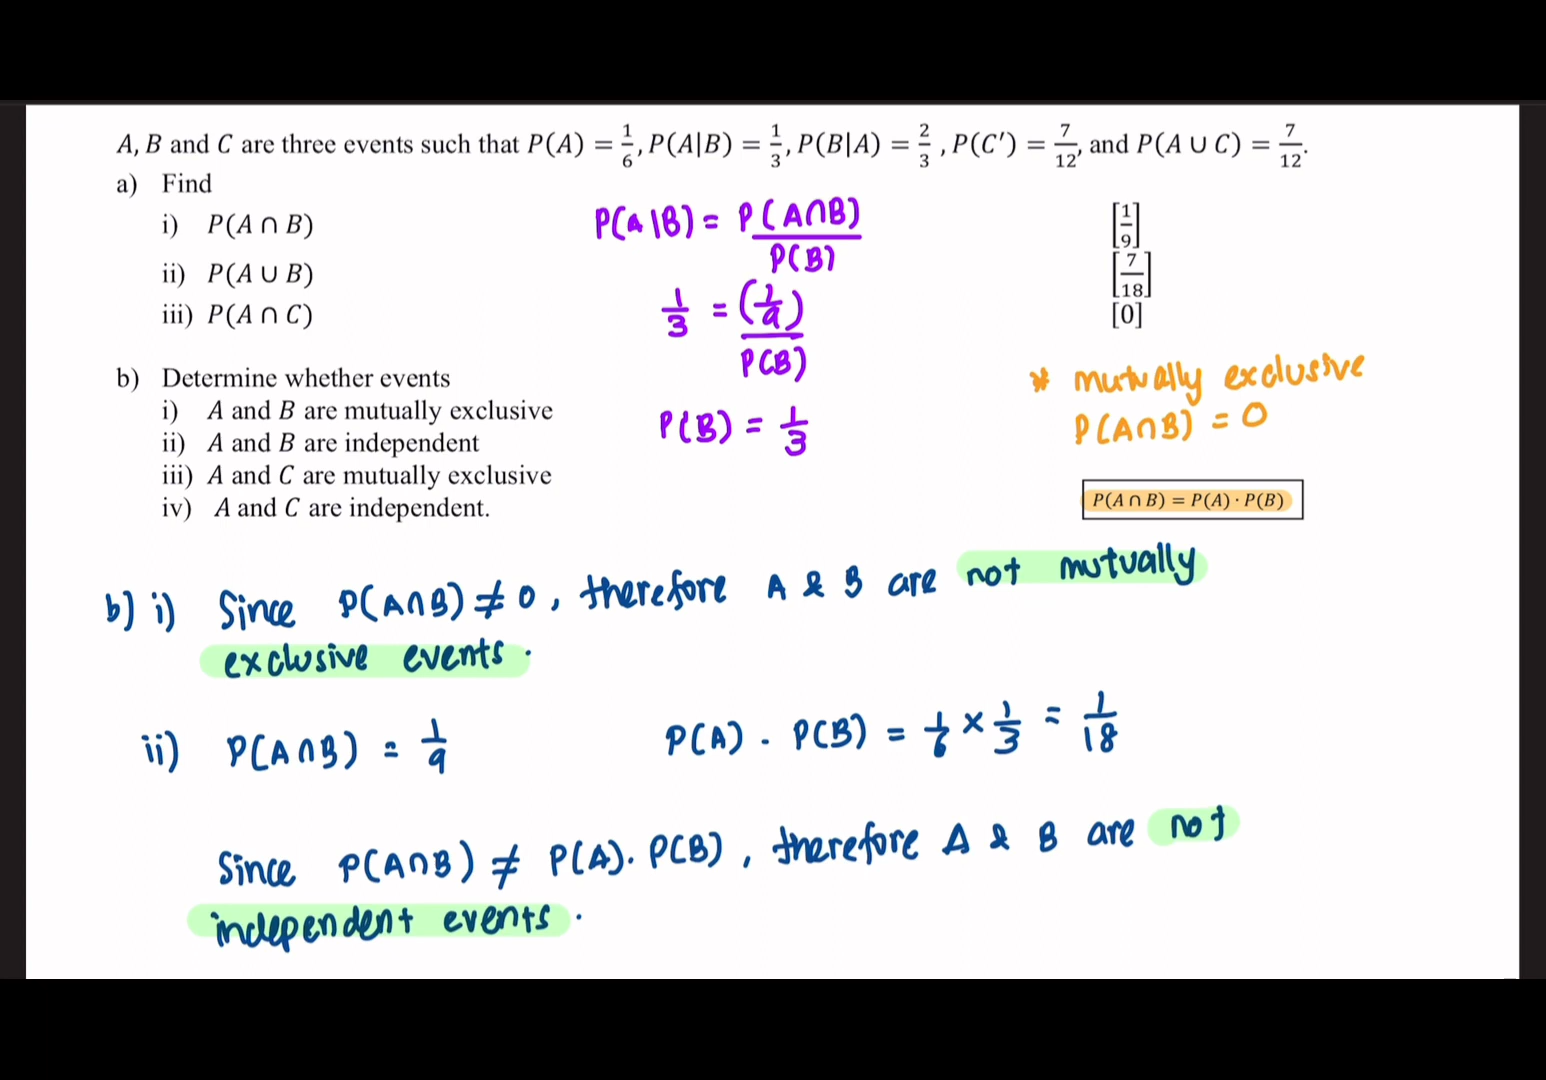 A, B and C are three events such that P(A) = 1/6, P(A|B) = 1/3, P(B|A) = 2/3, P(C′) = 7/12, and P(A ∪ C) = 7/12.
a) Find
i) P(A ∩ B) [1/9]
ii) P(A ∪ B) [7/18]
iii) P(A ∩ C) [0]
P(A|B) = P(A∩B)/P(B)
1/3 = (1/9)/P(B)
P(B) = 1/3
b) Determine whether events
i) A and B are mutually exclusive
ii) A and B are independent
iii) A and C are mutually exclusive
iv) A and C are independent.
* mutually exclusive
P(A∩B) = 0
P(A ∩ B) = P(A) · P(B)
b) i) Since P(A∩B) ≠ 0, therefore A & B are not mutually
exclusive events.
ii) P(A∩B) = 1/9 P(A) . P(B) = 1/6 × 1/3 = 1/18
Since P(A∩B) ≠ P(A). P(B), therefore A & B are not
independent events.